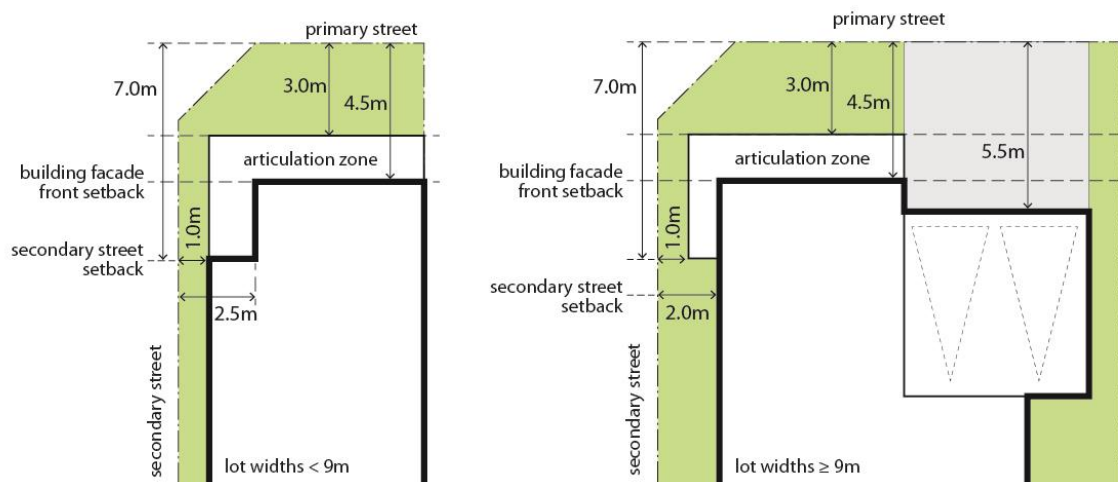 primary street
7.0m
3.0m
4.5m
articulation zone
building facade
front setback
1.0m
secondary street
setback
2.5m
secondary street
lot widths < 9m
primary street
7.0m
3.0m
4.5m
5.5m
articulation zone
building facade
front setback
1.0m
secondary street
setback
2.0m
secondary street
lot widths ≥ 9m